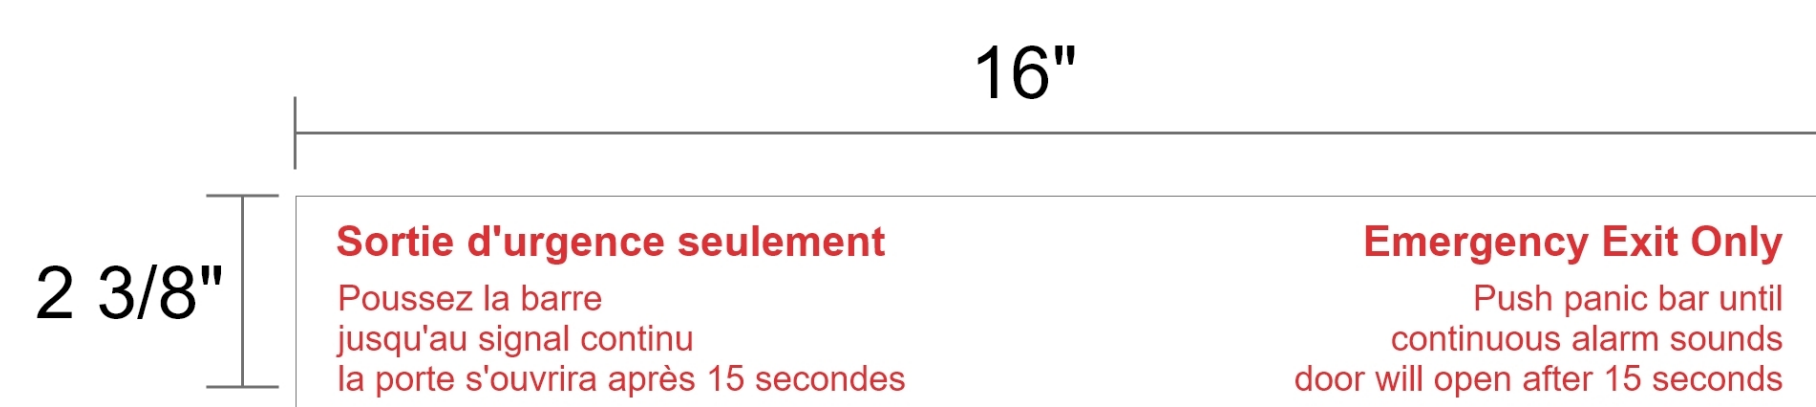 16"
2 3/8"
Sortie d'urgence seulement
Poussez la barre
jusqu'au signal continu
la porte s'ouvrira après 15 secondes
Emergency Exit Only
Push panic bar until
continuous alarm sounds
door will open after 15 seconds